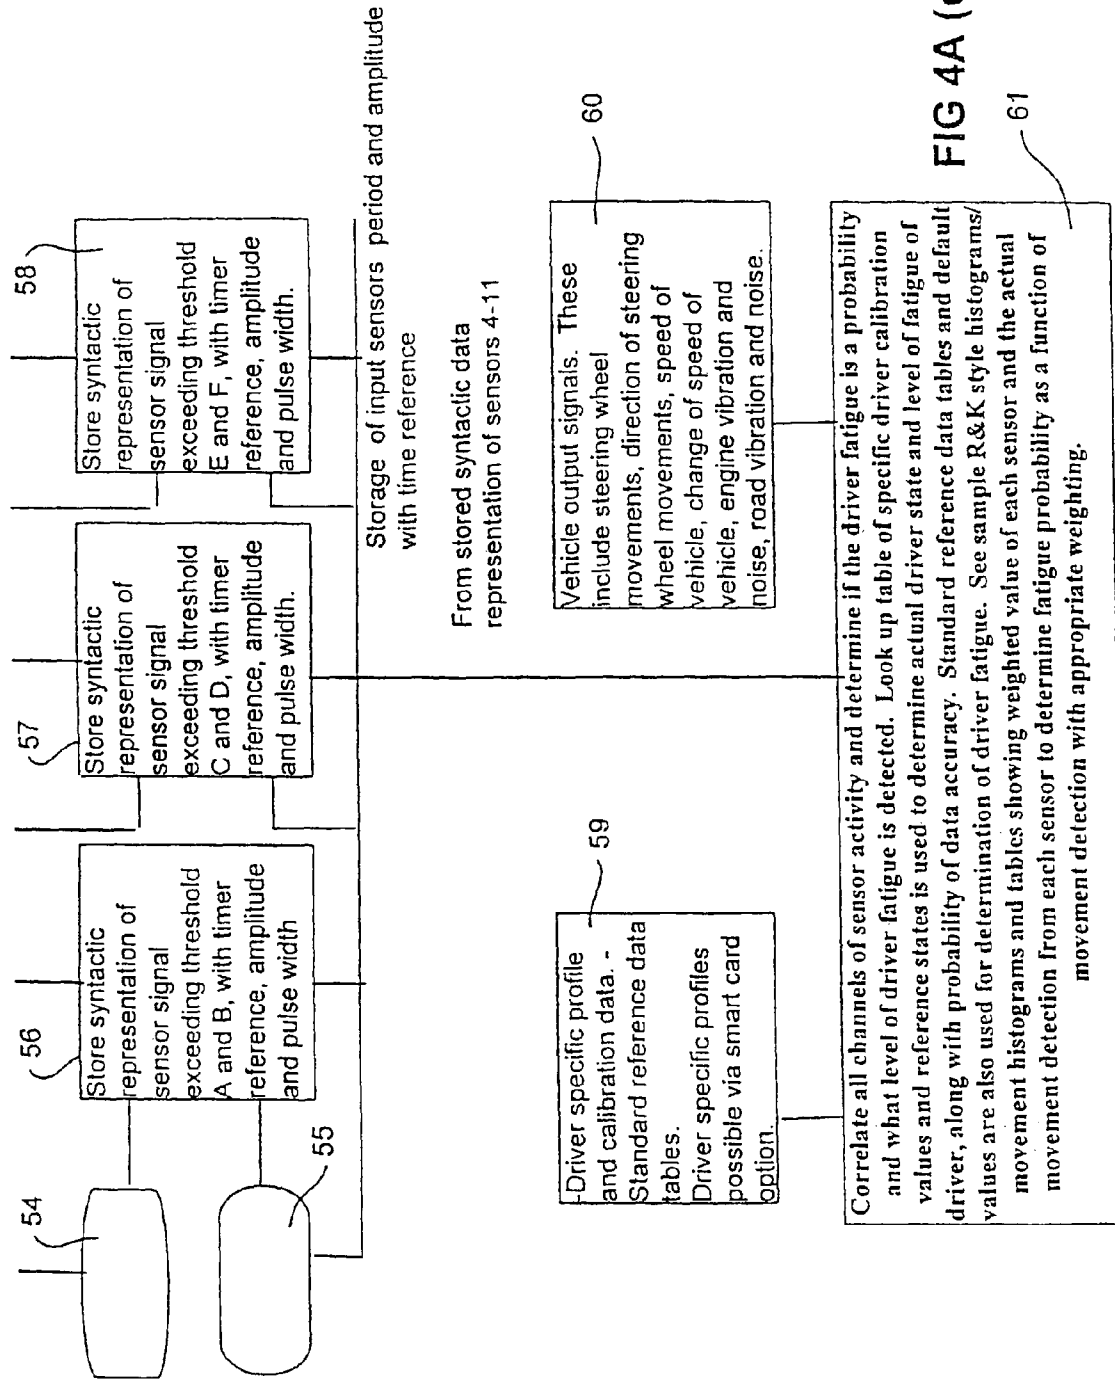 54
55
56
Store syntactic
representation of
sensor signal
exceeding threshold
A and B, with timer
reference, amplitude
and pulse width
57
Store syntactic
representation of
sensor signal
exceeding threshold
C and D, with timer
reference, amplitude
and pulse width.
58
Store syntactic
representation of
sensor signal
exceeding threshold
E and F, with timer
reference, amplitude
and pulse width.
Storage of input sensors period and amplitude
with time reference
From stored syntactic data
representation of sensors 4-11
59
-Driver specific profile
and calibration data. -
Standard reference data
tables.
Driver specific profiles
possible via smart card
option.
60
Vehicle output signals. These
include steering wheel
movements, direction of steering
wheel movements, speed of
vehicle, change of speed of
vehicle, engine vibration and
noise, road vibration and noise.
Correlate all channels of sensor activity and determine if the driver fatigue is a probability
and what level of driver fatigue is detected. Look up table of specific driver calibration
values and reference states is used to determine actual driver state and level of fatigue of
driver, along with probability of data accuracy. Standard reference data tables and default
values are also used for determination of driver fatigue. See sample R&K style histograms/
movement histograms and tables showing weighted value of each sensor and the actual
movement detection from each sensor to determine fatigue probability as a function of
movement detection with appropriate weighting.
61
FIG 4A (